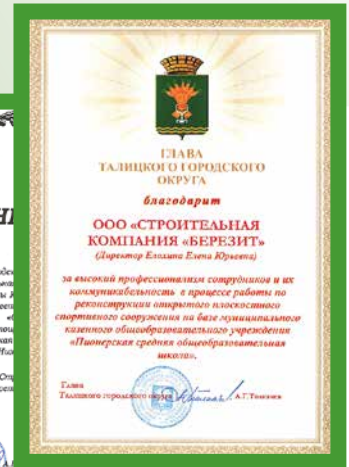 ГЛАВА
ТАЛИЦКОГО ГОРОДСКОГО
ОКРУГА
благодарит
ООО «СТРОИТЕЛЬНАЯ
КОМПАНИЯ «БЕРЕЗИТ»
(Директор Елена Юрьевна)
за высокий профессионализм сотрудников и их
коммуникабельность в процессе работы по
реконструкции открытого плоскостного
спортивного сооружения на базе муниципального
казенного общеобразовательного учреждения
«Пионерская средняя общеобразовательная
школа».
Глава
Талицкого городского округа